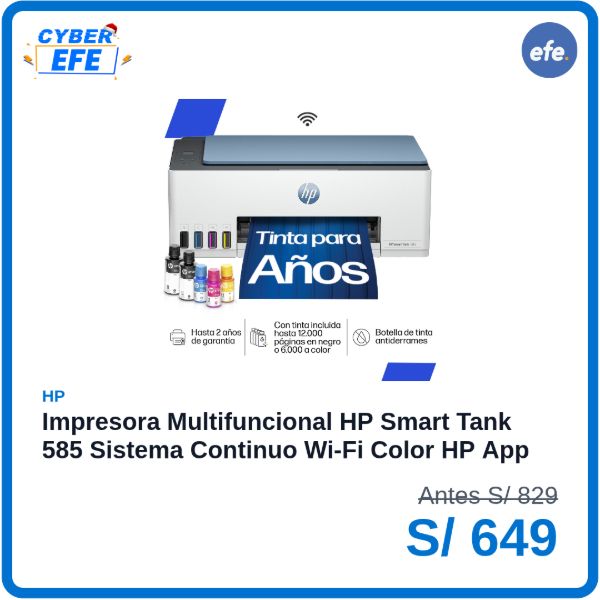 CYBER
EFE
efe.
hp
Tinta para
Años
Hasta 2 años
de garantía
Con tinta incluida
hasta 12.000
páginas en negro
o 6.000 a color
Botella de tinta
antiderrames
HP
Impresora Multifuncional HP Smart Tank
585 Sistema Continuo Wi-Fi Color HP App
Antes S/ 829
S/ 649